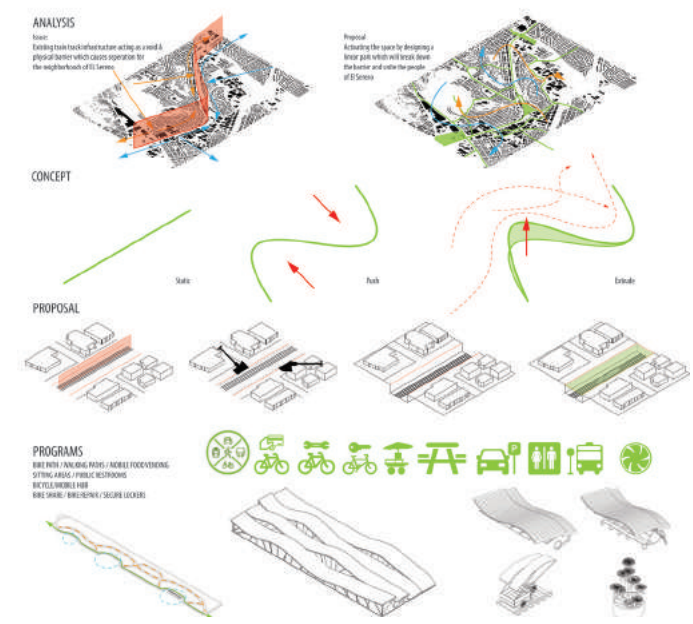 ANALYSIS
Issue:
Existing train track infrastructure acting as a void &
physical barrier which causes seperation for
the neighborhoods of EL Sereno
Proposal
Activating the space by designing a
linear park which will break down
the barrier and unite the
people of El Sereno
CONCEPT
Static
Push
Extrude
PROPOSAL
PROGRAMS
BIKE PATH / WALKING PATHS / MOBILE FOOD VENDING
SITTING AREAS / PUBLIC RESTROOMS
BICYCLE/MOBILE HUB
BIKE SHARE / BIKE REPAIR / SECURE LOCKERS
P